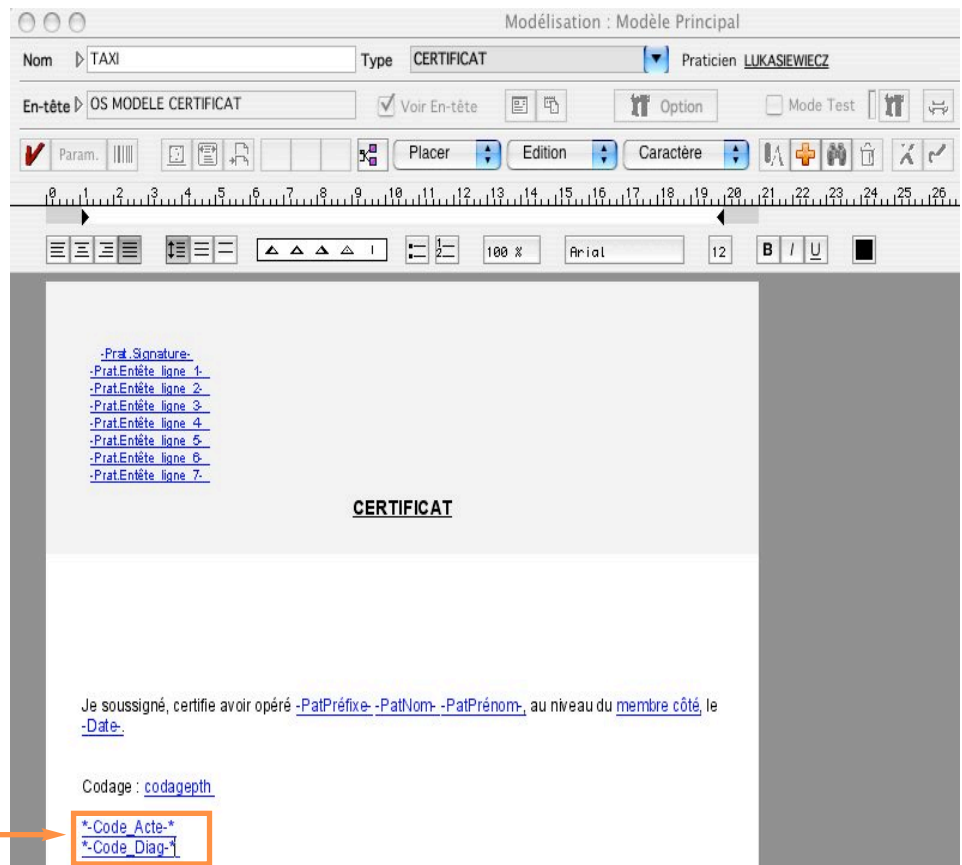 Modélisation : Modèle Principal
Nom TAXI Type CERTIFICAT Praticien LUKASIEWIECZ
En-tête OS MODELE CERTIFICAT Voir En-tête Option Mode Test
Param. Placer Edition Caractère
0 1 2 3 4 5 6 7 8 9 10 11 12 13 14 15 16 17 18 19 20 21 22 23 24 25 26
100 % Arial 12 B I U
-Prat.Signature-
-Prat.Entête ligne 1-
-Prat.Entête ligne 2-
-Prat.Entête ligne 3-
-Prat.Entête ligne 4-
-Prat.Entête ligne 5-
-Prat.Entête ligne 6-
-Prat.Entête ligne 7-
CERTIFICAT
Je soussigné, certifie avoir opéré -PatPréfixe- -PatNom- -PatPrénom-, au niveau du membre côté, le
-Date-.
Codage : codagepth
*-Code_Acte-*
*-Code_Diag-*